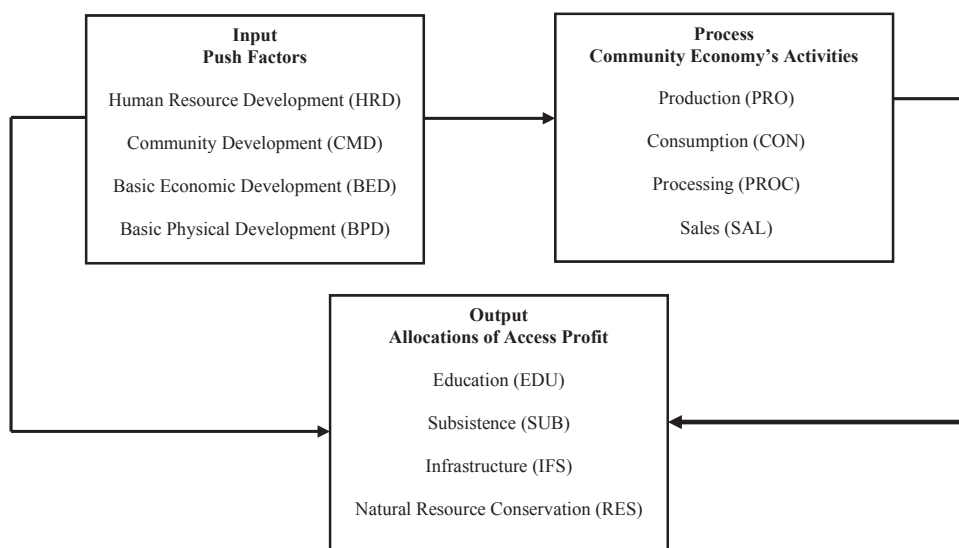 Input
Push Factors
Human Resource Development (HRD)
Community Development (CMD)
Basic Economic Development (BED)
Basic Physical Development (BPD)
Process
Community Economy’s Activities
Production (PRO)
Consumption (CON)
Processing (PROC)
Sales (SAL)
Output
Allocations of Access Profit
Education (EDU)
Subsistence (SUB)
Infrastructure (IFS)
Natural Resource Conservation (RES)